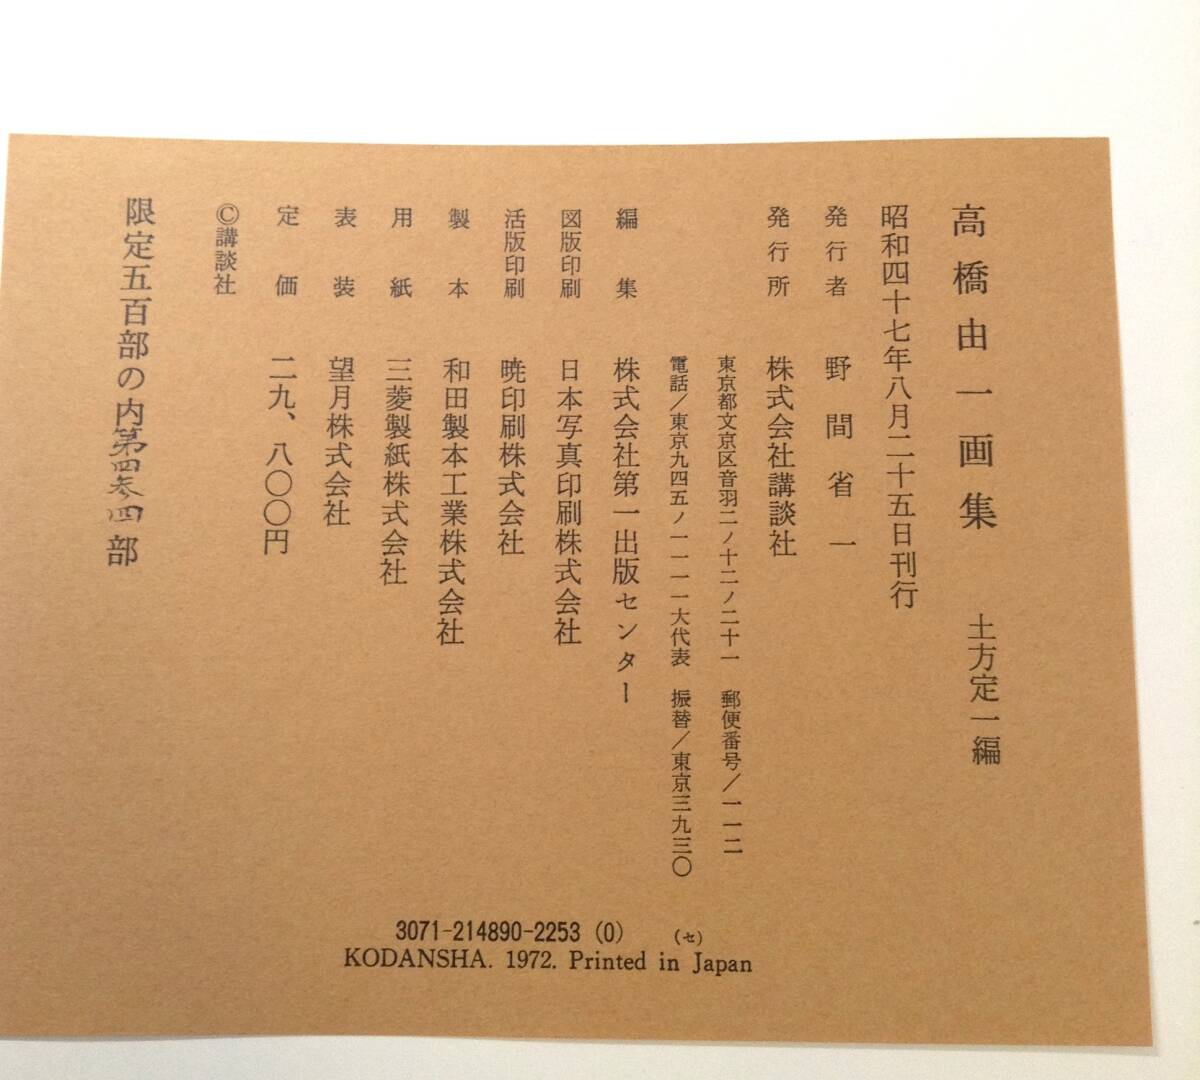 高橋由一画集　土方定一編
昭和四十七年八月二十五日刊行
発行者　野間省一
発行所　株式会社講談社
東京都文京区音羽二ノ十二ノ二十一　郵便番号／一一二
電話／東京九四五ノ一一一一大代表　振替／東京三九三〇
編集　株式会社第一出版センター
図版印刷　日本写真印刷株式会社
活版印刷　暁印刷株式会社
製本　和田製本工業株式会社
用紙　三菱製紙株式会社
表装　望月株式会社
定価　二九、八〇〇円
©講談社
限定五百部の内第四参四部
3071-214890-2253 (0)　(セ)
KODANSHA. 1972. Printed in Japan